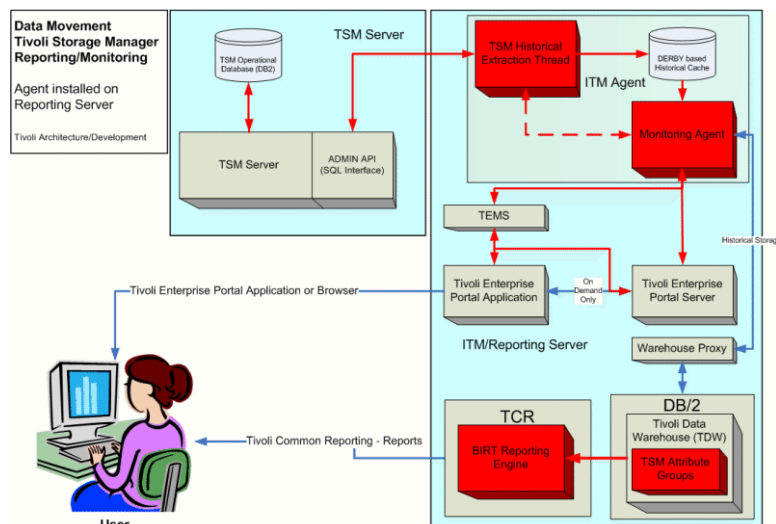 Data Movement
Tivoli Storage Manager
Reporting/Monitoring
Agent installed on
Reporting Server
Tivoli Architecture/Development
TSM Server
TSM Operational
Database (DB2)
TSM Server
ADMIN API
(SQL Interface)
TSM Historical
Extraction Thread
ITM Agent
DERBY based
Historical Cache
Monitoring Agent
TEMS
Historical Storag
Tivoli Enterprise
Portal Application
On
Demand
Only
Tivoli Enterprise
Portal Server
Tivoli Enterprise Portal Application or Browser
ITM/Reporting Server
Warehouse Proxy
TCR
BIRT Reporting
Engine
DB/2
Tivoli Data
Warehouse (TDW)
TSM Attribute
Groups
Tivoli Common Reporting - Reports
User